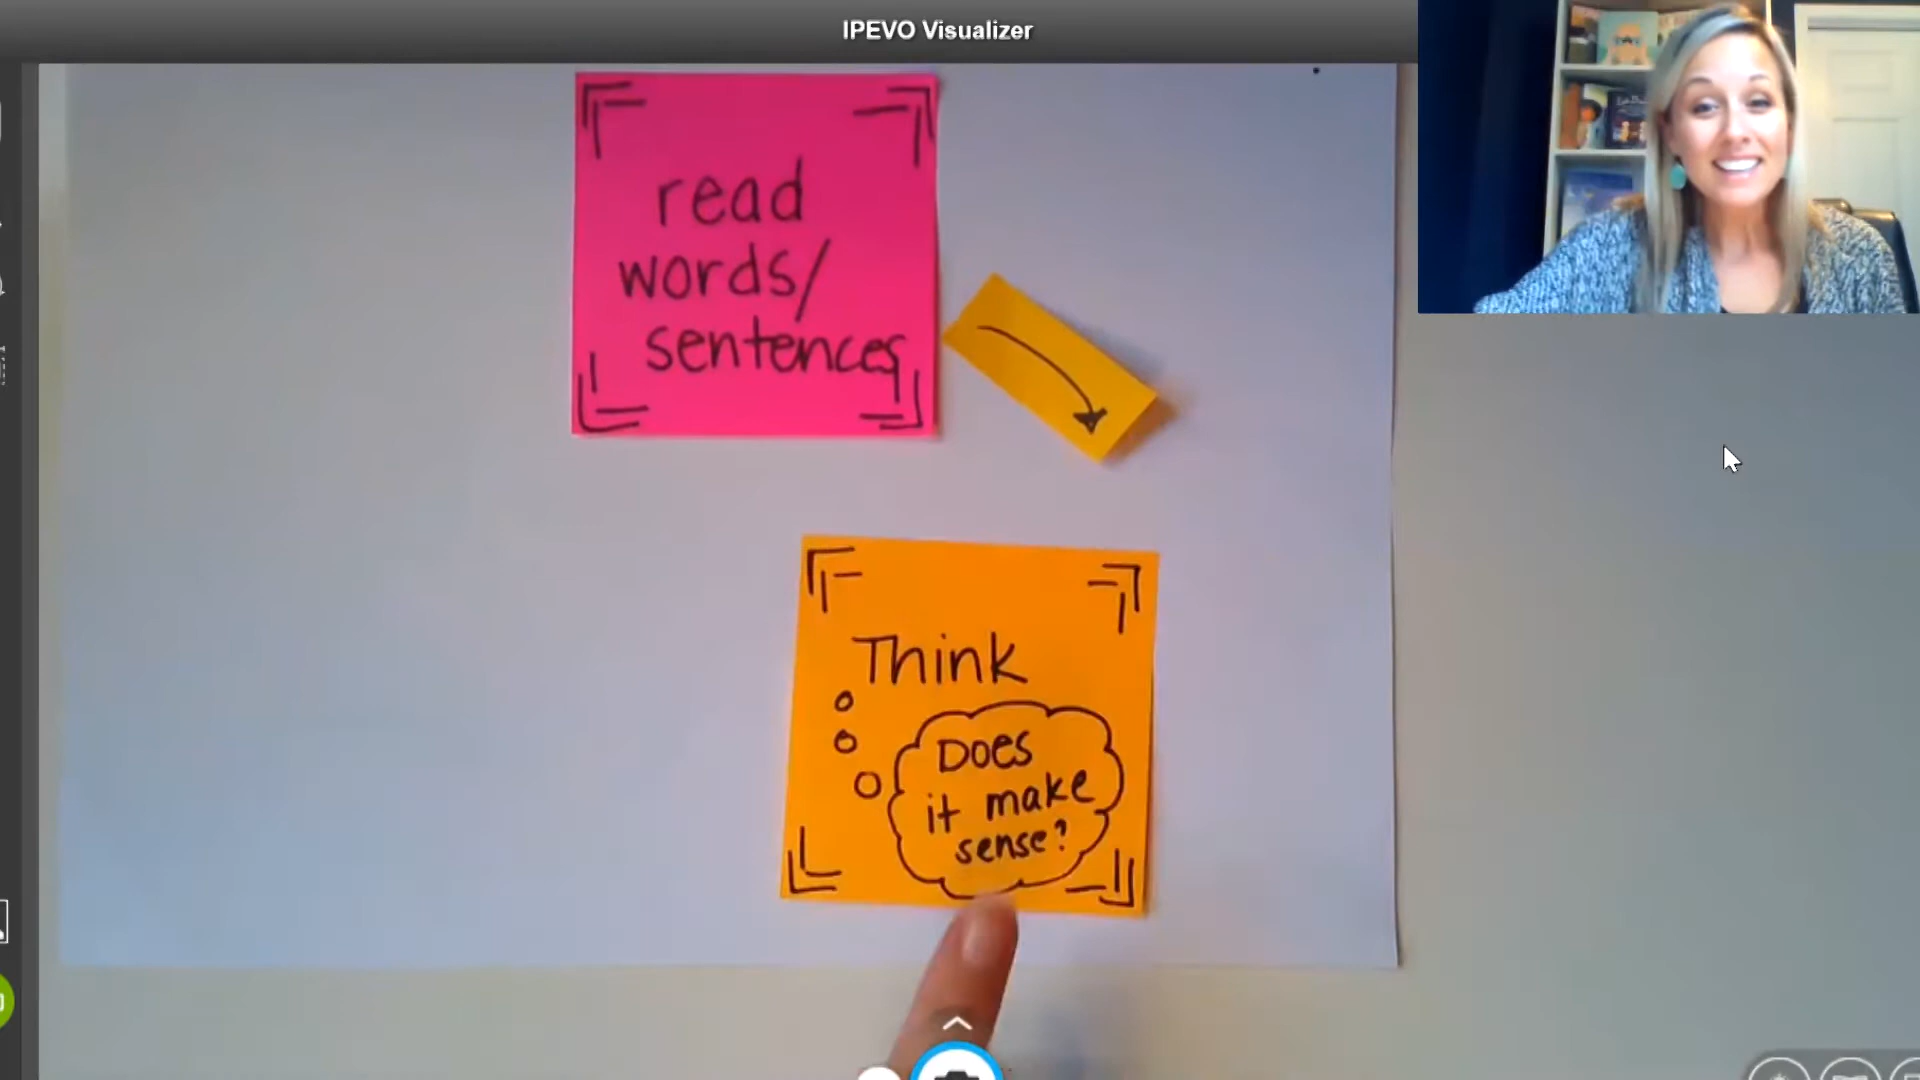 IPEVO Visualizer
read
words/
sentences
Think
Does
it make
sense?